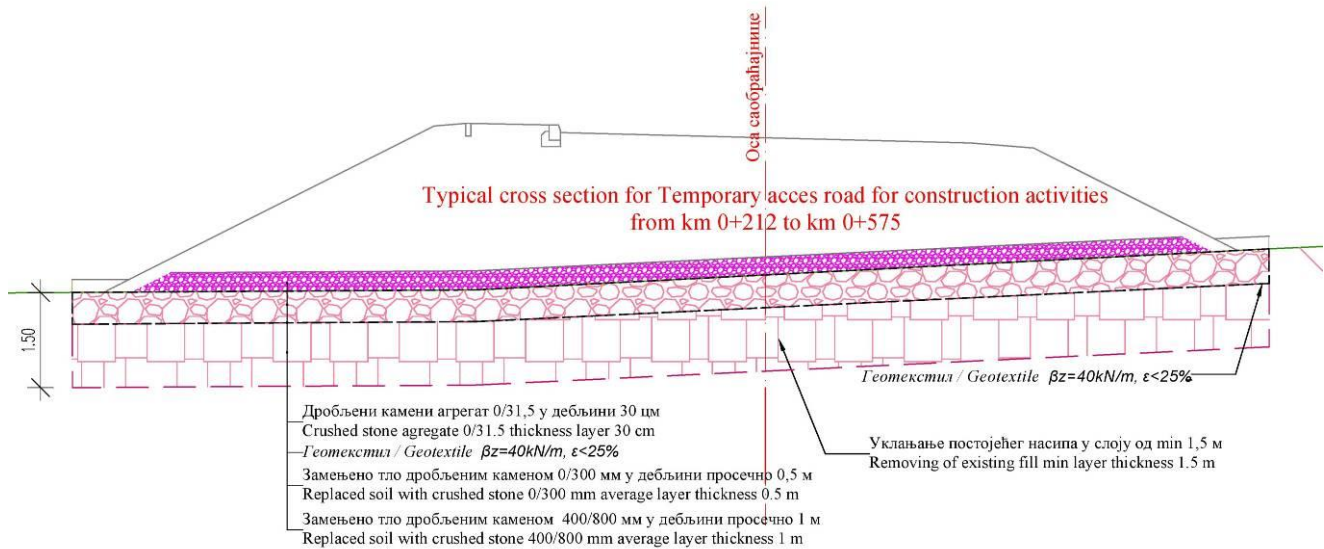 Оса саобраћајнице
Typical cross section for Temporary acces road for construction activities
from km 0+212 to km 0+575
1.50
Геотекстил / Geotextile βz=40kN/m, ε<25%
Дробљени камени агрегат 0/31,5 у дебљини 30 цм
Crushed stone agregate 0/31.5 thickness layer 30 cm
Геотекстил / Geotextile βz=40kN/m, ε<25%
Замењено тло дробљеним каменом 0/300 мм у дебљини просечно 0,5 м
Replaced soil with crushed stone 0/300 mm average layer thickness 0.5 m
Замењено тло дробљеним каменом 400/800 мм у дебљини просечно 1 м
Replaced soil with crushed stone 400/800 mm average layer thickness 1 m
Уклањање постојећег насипа у слоју од min 1,5 м
Removing of existing fill min layer thickness 1.5 m